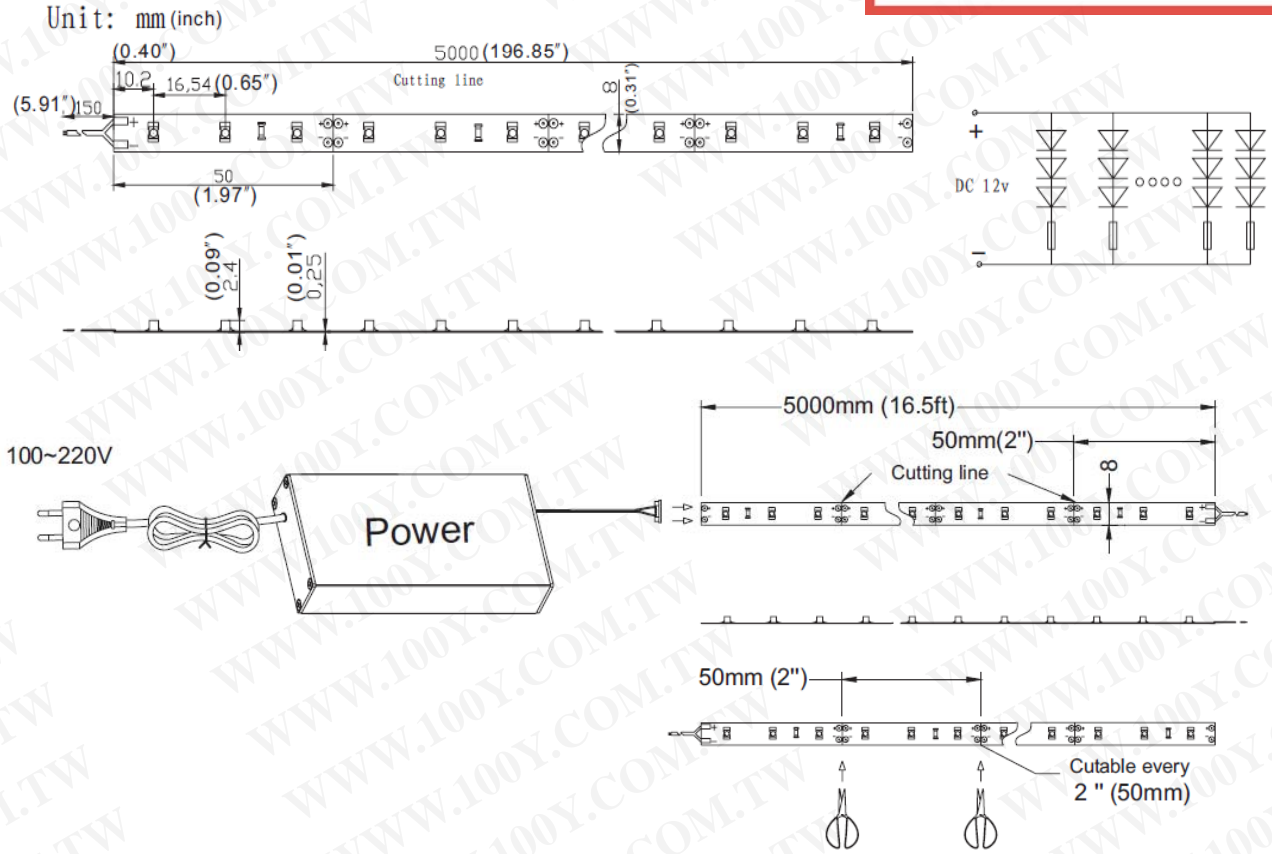 Unit: mm (inch)
(0.40″)
5000 (196.85″)
10.2
16,54 (0.65″)
Cutting line
8
(0.31″)
(5.91″) 150
+
−
50
(1.97″)
+
DC 12v
−
(0.09″)
2.4
(0.01″)
0,25
5000mm (16.5ft)
50mm(2")
100~220V
Cutting line
8
Power
50mm (2")
Cutable every
2 " (50mm)
WWW.100Y.COM.TW